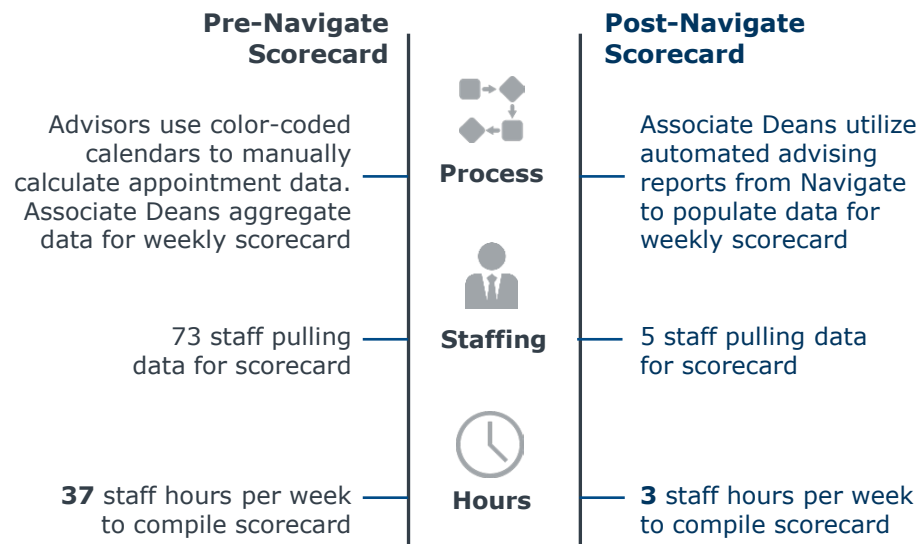 Pre-Navigate
Scorecard
Post-Navigate
Scorecard
Advisors use color-coded
calendars to manually
calculate appointment data.
Associate Deans aggregate
data for weekly scorecard
Process
Associate Deans utilize
automated advising
reports from Navigate
to populate data for
weekly scorecard
73 staff pulling
data for scorecard
Staffing
5 staff pulling data
for scorecard
37 staff hours per week
to compile scorecard
Hours
3 staff hours per week
to compile scorecard